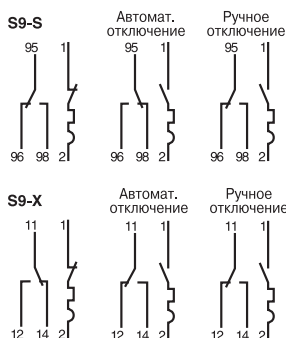 S9-S
Автомат. отключение
Ручное отключение
95 1 95 1 95 1
96 98 2 96 98 2 96 98 2
S9-X
Автомат. отключение
Ручное отключение
11 1 11 1 11 1
12 14 2 12 14 2 12 14 2